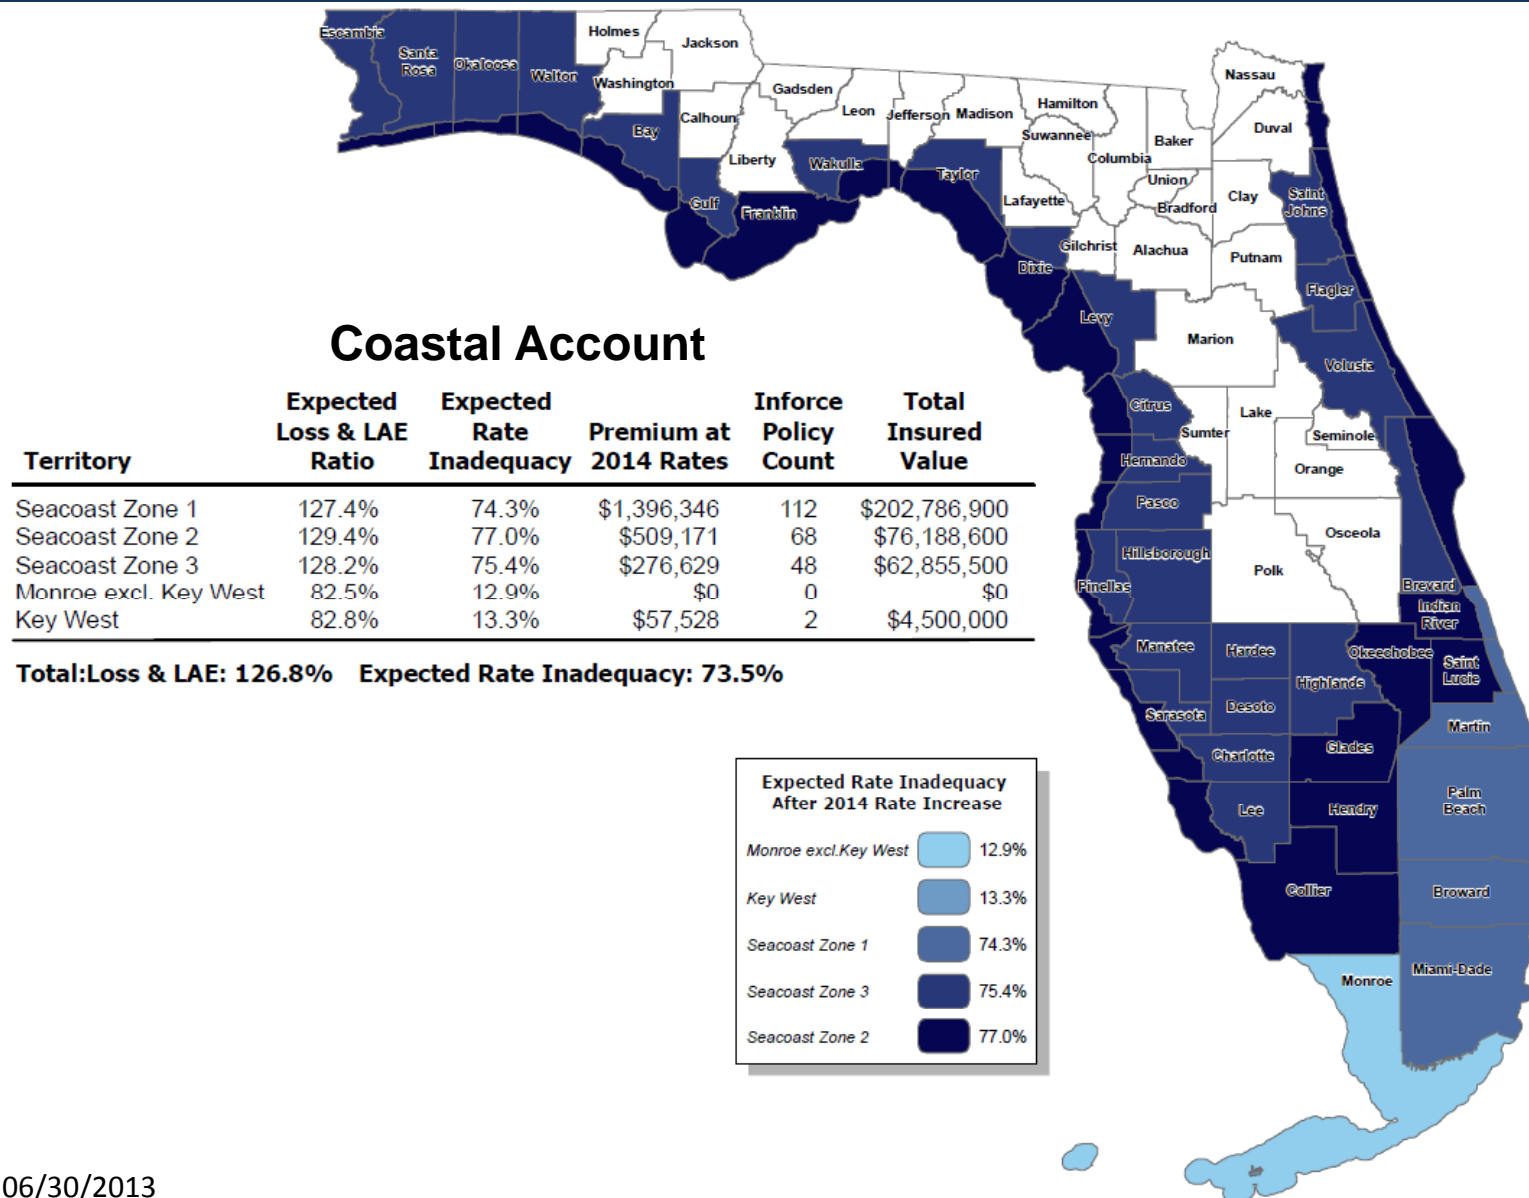 Coastal Account
Territory Expected Loss & LAE Ratio Expected Rate Inadequacy Premium at 2014 Rates Inforce Policy Count Total Insured Value
Seacoast Zone 1 127.4% 74.3% $1,396,346 112 $202,786,900
Seacoast Zone 2 129.4% 77.0% $509,171 68 $76,188,600
Seacoast Zone 3 128.2% 75.4% $276,629 48 $62,855,500
Monroe excl. Key West 82.5% 12.9% $0 0 $0
Key West 82.8% 13.3% $57,528 2 $4,500,000
Total:Loss & LAE: 126.8% Expected Rate Inadequacy: 73.5%
Expected Rate Inadequacy
After 2014 Rate Increase
Monroe excl.Key West 12.9%
Key West 13.3%
Seacoast Zone 1 74.3%
Seacoast Zone 3 75.4%
Seacoast Zone 2 77.0%
Escambia
Santa
Rosa
Okaloosa
Walton
Holmes
Washington
Jackson
Bay
Calhoun
Gulf
Liberty
Gadsden
Franklin
Leon
Wakulla
Jefferson
Madison
Taylor
Hamilton
Suwannee
Lafayette
Columbia
Dixie
Gilchrist
Baker
Union
Bradford
Nassau
Duval
Clay
Saint
Johns
Alachua
Putnam
Flagler
Levy
Marion
Volusia
Citrus
Sumter
Lake
Seminole
Hernando
Orange
Pasco
Osceola
Hillsborough
Polk
Pinellas
Brevard
Indian
River
Manatee
Hardee
Highlands
Okeechobee
Saint
Lucie
Sarasota
Desoto
Martin
Charlotte
Glades
Lee
Hendry
Palm
Beach
Collier
Broward
Monroe
Miami-Dade
06/30/2013